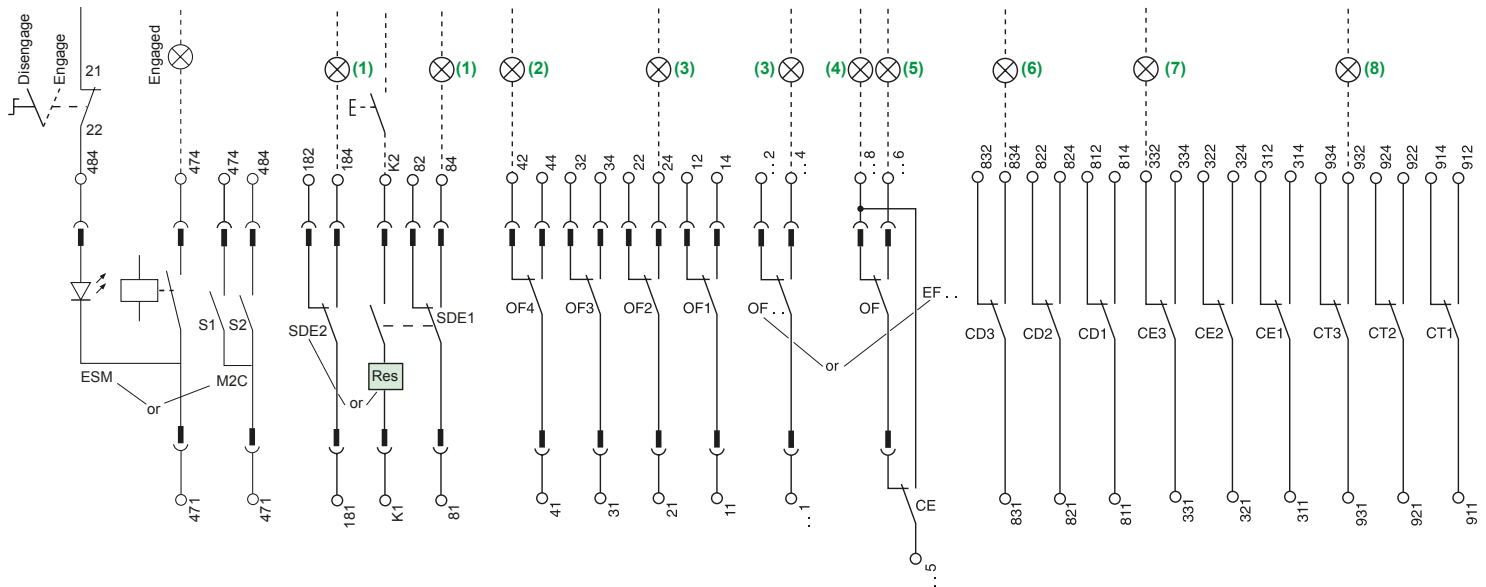 Disengage
Engage
Engaged
(1)
(1)
(2)
(3)
(3)
(4)
(5)
(6)
(7)
(8)
21
22
484
474
474
484
182
184
K2
82
84
42
44
32
34
22
24
12
14
. . 2
. . 4
. . 8
. . 6
832
834
822
824
812
814
332
334
322
324
312
314
934
932
924
922
914
912
S1
S2
SDE2
SDE1
OF4
OF3
OF2
OF1
OF . .
OF
EF . .
CD3
CD2
CD1
CE3
CE2
CE1
CT3
CT2
CT1
ESM
or
M2C
Res
or
or
CE
471
471
181
K1
81
41
31
21
11
. . 1
. . 5
831
821
811
331
321
311
931
921
911